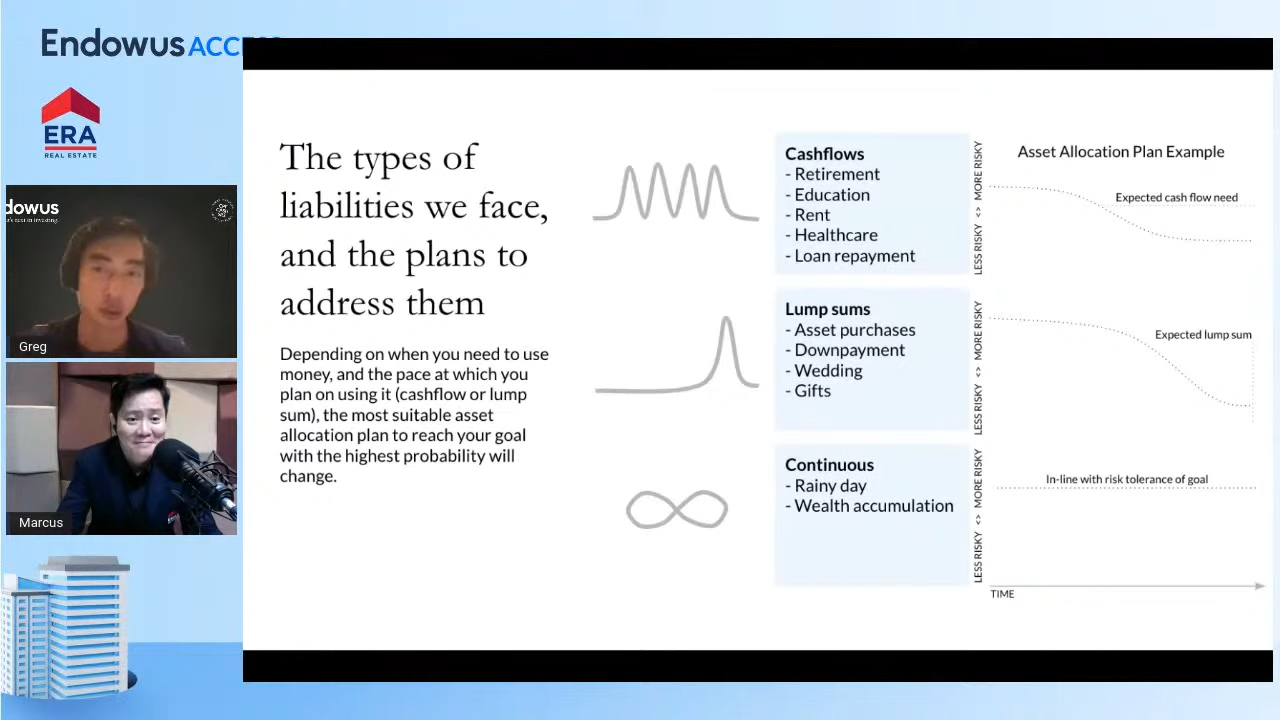 Endowus ACCE
ERA
REAL ESTATE
dowus
Greg
Marcus
The types of
liabilities we face,
and the plans to
address them
Depending on when you need to use
money, and the pace at which you
plan on using it (cashflow or lump
sum), the most suitable asset
allocation plan to reach your goal
with the highest probability will
change.
Cashflows
- Retirement
- Education
- Rent
- Healthcare
- Loan repayment
Lump sums
- Asset purchases
- Downpayment
- Wedding
- Gifts
Continuous
- Rainy day
- Wealth accumulation
Asset Allocation Plan Example
LESS RISKY <> MORE RISKY
Expected cash flow need
LESS RISKY <> MORE RISKY
Expected lump sum
LESS RISKY <> MORE RISKY
In-line with risk tolerance of goal
TIME